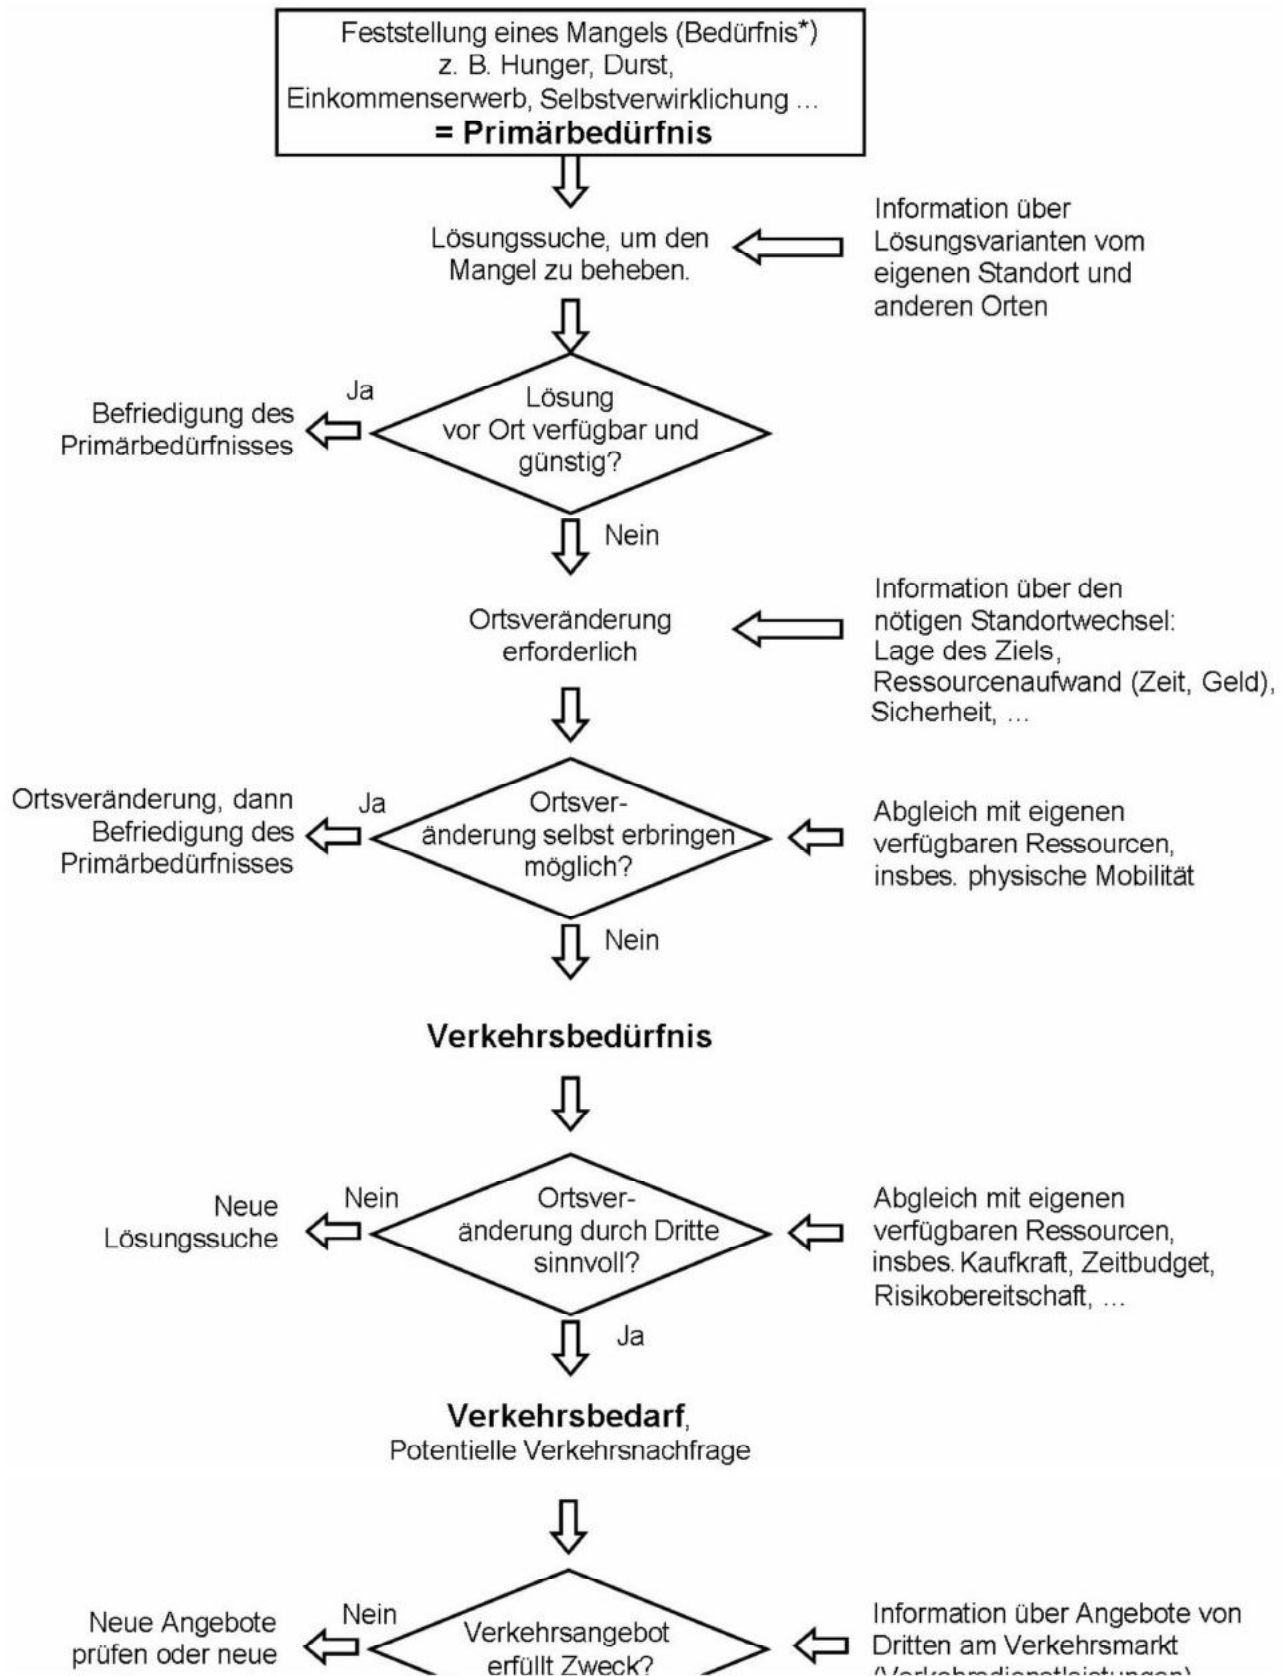 Feststellung eines Mangels (Bedürfnis*)
z. B. Hunger, Durst,
Einkommenserwerb, Selbstverwirklichung ...
= Primärbedürfnis
Lösungssuche, um den
Mangel zu beheben.
Information über
Lösungsvarianten vom
eigenen Standort und
anderen Orten
Ja
Befriedigung des
Primärbedürfnisses
Lösung
vor Ort verfügbar und
günstig?
Nein
Ortsveränderung
erforderlich
Information über den
nötigen Standortwechsel:
Lage des Ziels,
Ressourcenaufwand (Zeit, Geld),
Sicherheit, ...
Ortsveränderung, dann
Befriedigung des
Primärbedürfnisses
Ja
Ortsver-
änderung selbst erbringen
möglich?
Abgleich mit eigenen
verfügbaren Ressourcen,
insbes. physische Mobilität
Nein
Verkehrsbedürfnis
Neue
Lösungssuche
Nein
Ortsver-
änderung durch Dritte
sinnvoll?
Abgleich mit eigenen
verfügbaren Ressourcen,
insbes. Kaufkraft, Zeitbudget,
Risikobereitschaft, ...
Ja
Verkehrsbedarf,
Potentielle Verkehrsnachfrage
Neue Angebote
prüfen oder neue
Nein
Verkehrsangebot
erfüllt Zweck?
Information über Angebote von
Dritten am Verkehrsmarkt